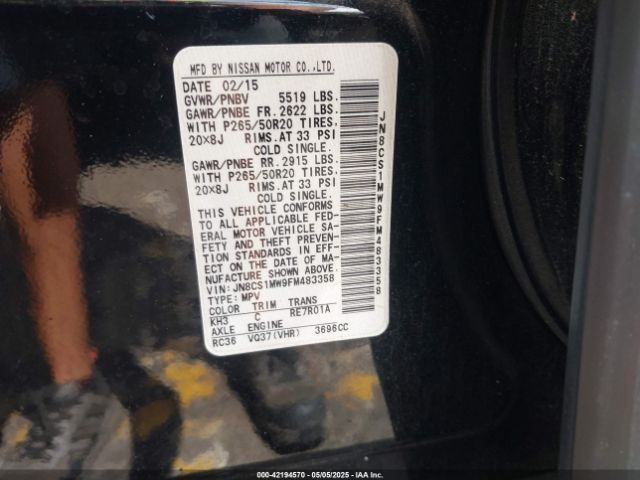 MFD BY NISSAN MOTOR CO.,LTD.
DATE 02/15
GVWR/PNBV 5519 LBS.
GAWR/PNBE FR. 2622 LBS.
WITH P265/50R20 TIRES.
20x8J RIMS.AT 33 PSI
COLD SINGLE.
GAWR/PNBE RR. 2915 LBS.
WITH P265/50R20 TIRES.
20x8J RIMS.AT 33 PSI
COLD SINGLE.
THIS VEHICLE CONFORMS
TO ALL APPLICABLE FED-
ERAL MOTOR VEHICLE SA-
FETY AND THEFT PREVEN-
TION STANDARDS IN EFF-
ECT ON THE DATE OF MA-
NUFACTURE SHOWN ABOVE.
VIN:JN8CS1MW9FM483358
TYPE:MPV
COLOR TRIM TRANS
KH3 C RE7R01A
AXLE ENGINE
RC36 VQ37(VHR) 3696CC
JN8CS1MW9FM483358
000-42194570 - 05/05/2025 - IAA Inc.